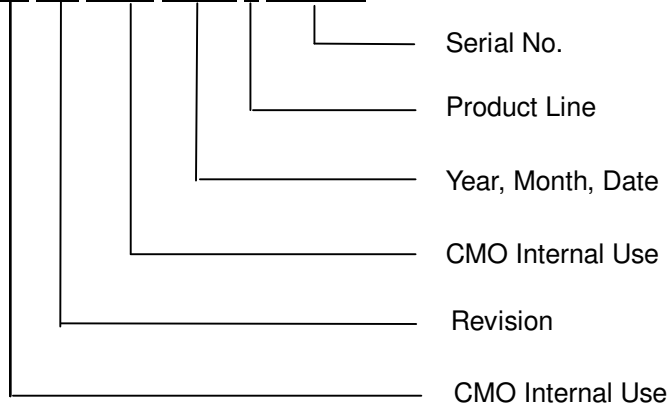 Serial No.
Product Line
Year, Month, Date
CMO Internal Use
Revision
CMO Internal Use